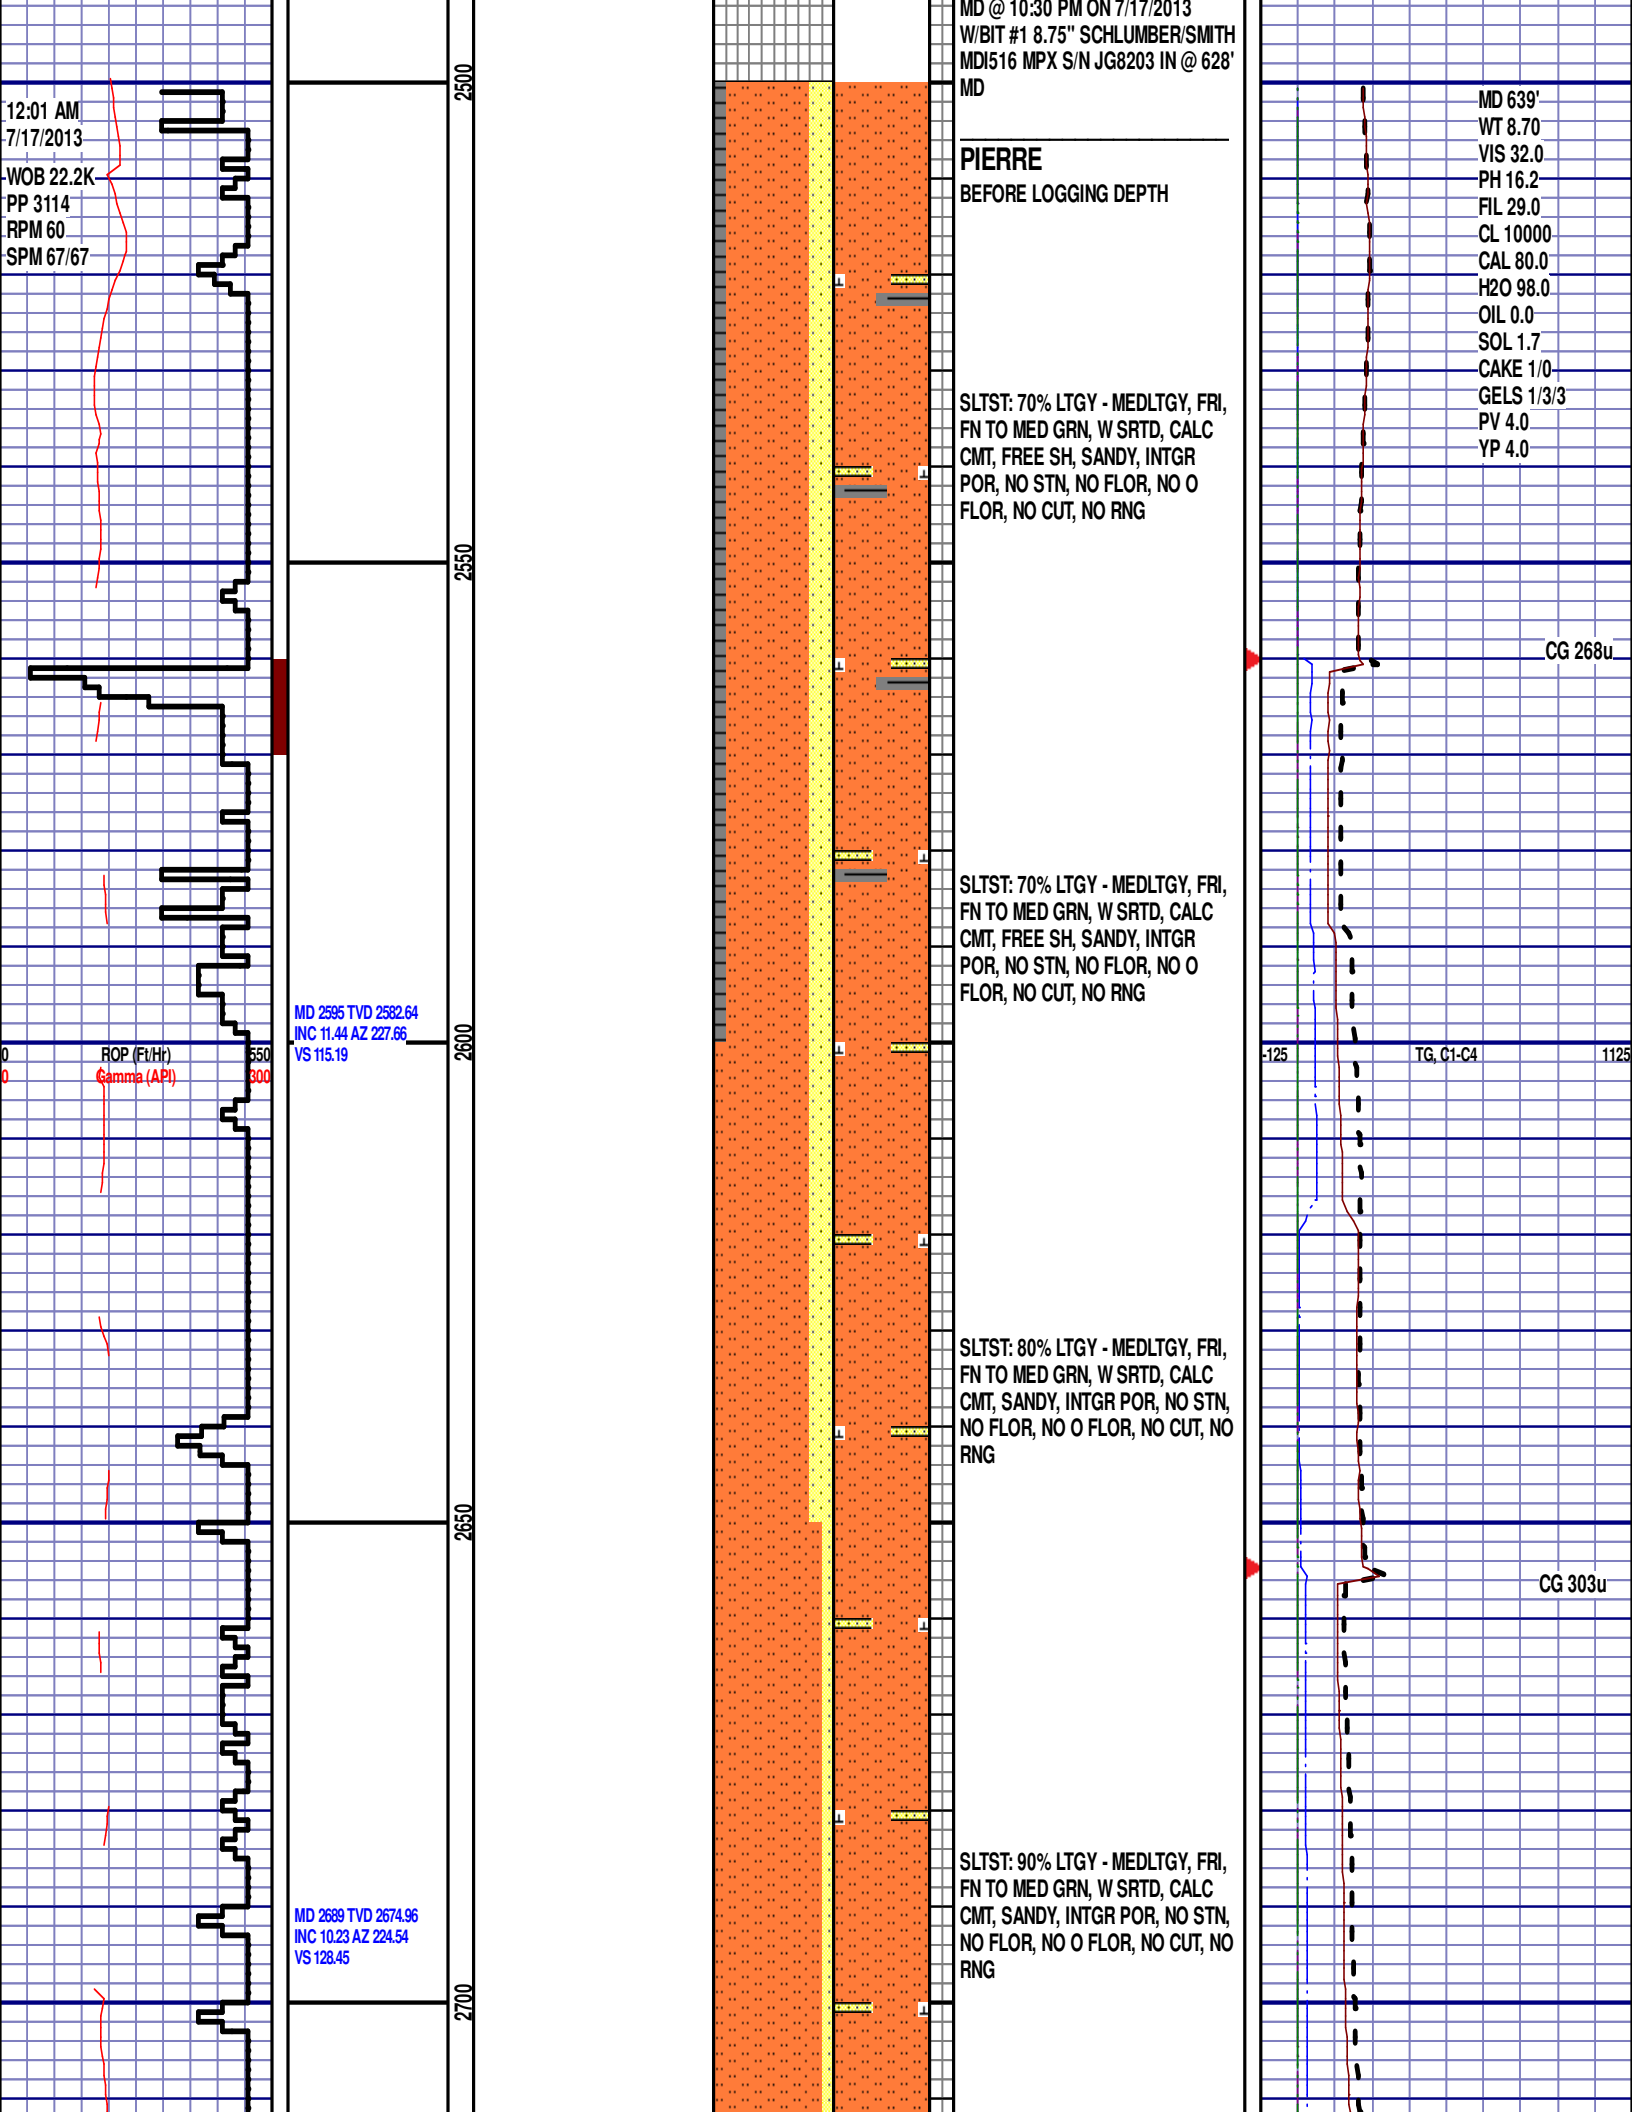 MD @ 10:30 PM ON 7/17/2013
W/BIT #1 8.75" SCHLUMBER/SMITH
MDI516 MPX S/N JG8203 IN @ 628'
MD
2500
12:01 AM
7/17/2013
WOB 22.2K
PP 3114
RPM 60
SPM 67/67
PIERRE
BEFORE LOGGING DEPTH
MD 639'
WT 8.70
VIS 32.0
PH 16.2
FIL 29.0
CL 10000
CAL 80.0
H2O 98.0
OIL 0.0
SOL 1.7
CAKE 1/0
GELS 1/3/3
PV 4.0
YP 4.0
SLTST: 70% LTGY - MEDLTGY, FRI,
FN TO MED GRN, W SRTD, CALC
CMT, FREE SH, SANDY, INTGR
POR, NO STN, NO FLOR, NO O
FLOR, NO CUT, NO RNG
2550
CG 268u
SLTST: 70% LTGY - MEDLTGY, FRI,
FN TO MED GRN, W SRTD, CALC
CMT, FREE SH, SANDY, INTGR
POR, NO STN, NO FLOR, NO O
FLOR, NO CUT, NO RNG
MD 2595 TVD 2582.64
INC 11.44 AZ 227.66
VS 115.19
2600
0 ROP (Ft/Hr) 550
0 Gamma (API) 300
-125 TG, C1-C4 1125
SLTST: 80% LTGY - MEDLTGY, FRI,
FN TO MED GRN, W SRTD, CALC
CMT, SANDY, INTGR POR, NO STN,
NO FLOR, NO O FLOR, NO CUT, NO
RNG
2650
CG 303u
SLTST: 90% LTGY - MEDLTGY, FRI,
FN TO MED GRN, W SRTD, CALC
CMT, SANDY, INTGR POR, NO STN,
NO FLOR, NO O FLOR, NO CUT, NO
RNG
MD 2689 TVD 2674.96
INC 10.23 AZ 224.54
VS 128.45
2700